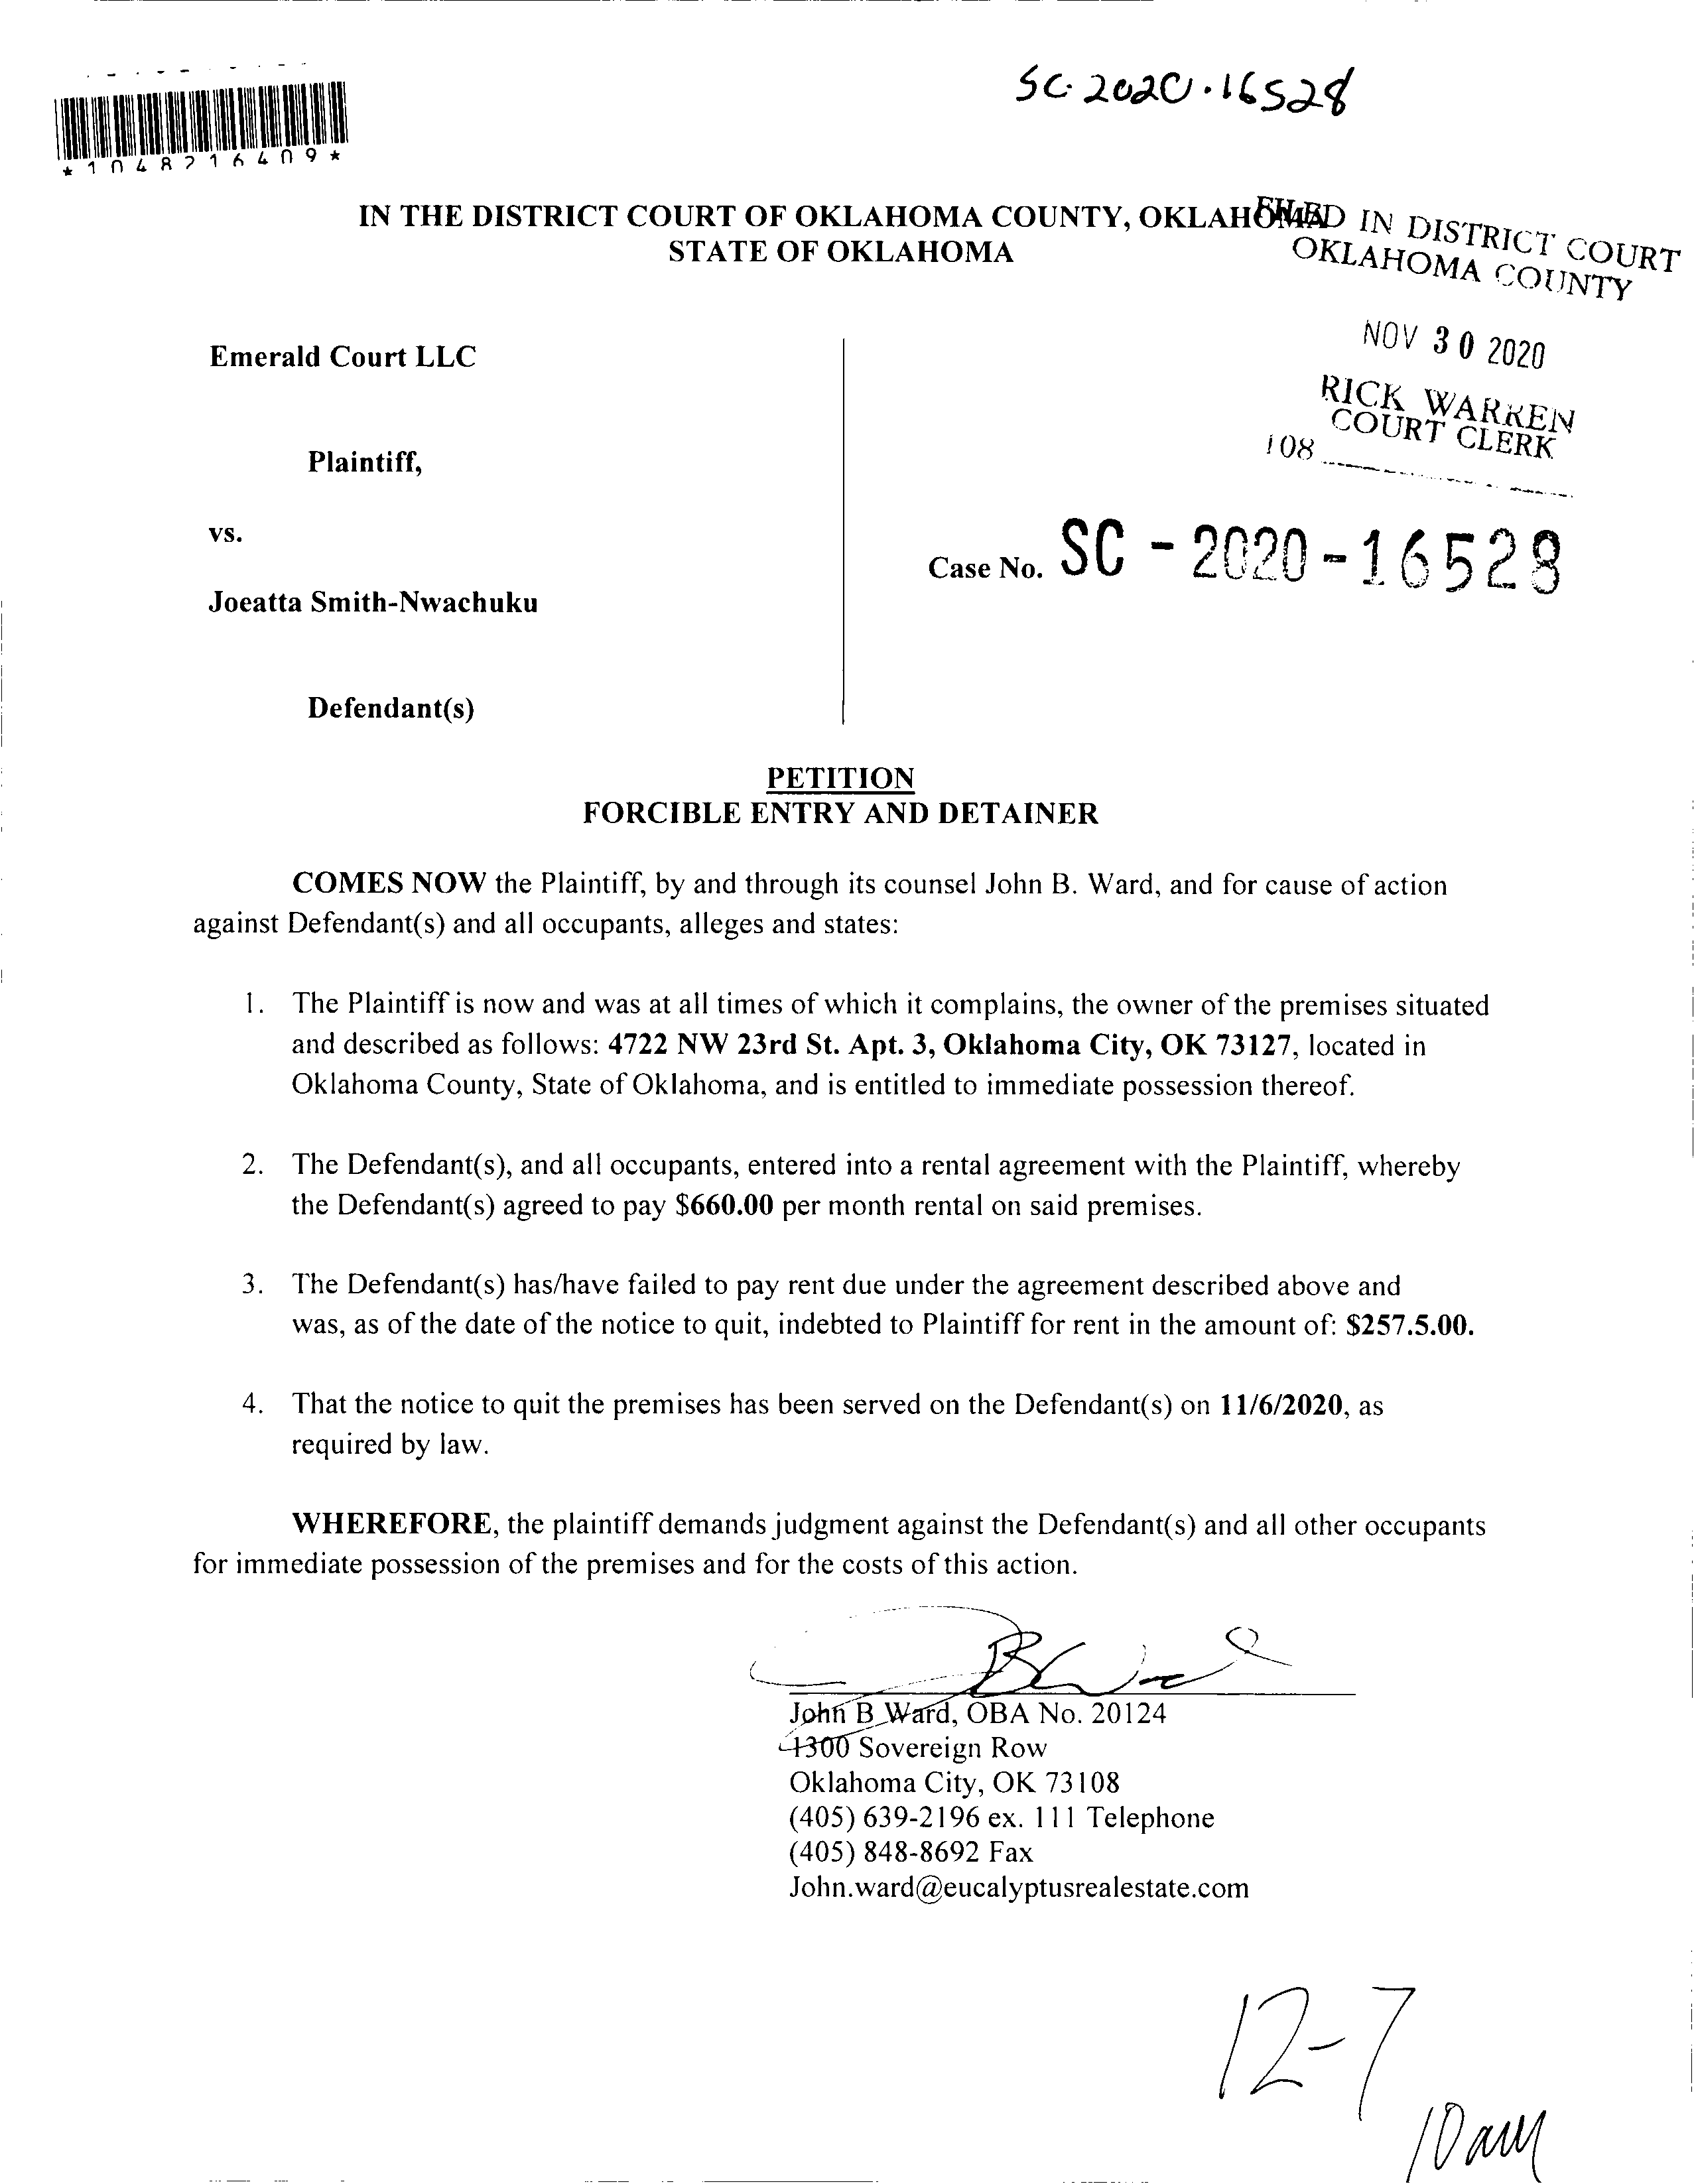 SC-2020-16528
*1048216409*
IN THE DISTRICT COURT OF OKLAHOMA COUNTY, OKLAHOMA
STATE OF OKLAHOMA
FILED IN DISTRICT COURT
OKLAHOMA COUNTY
NOV 30 2020
RICK WARREN
COURT CLERK
108
Emerald Court LLC
Plaintiff,
vs.
Case No. SC-2020-16528
Joeatta Smith-Nwachuku
Defendant(s)
PETITION
FORCIBLE ENTRY AND DETAINER
COMES NOW the Plaintiff, by and through its counsel John B. Ward, and for cause of action
against Defendant(s) and all occupants, alleges and states:
1. The Plaintiff is now and was at all times of which it complains, the owner of the premises situated
and described as follows: 4722 NW 23rd St. Apt. 3, Oklahoma City, OK 73127, located in
Oklahoma County, State of Oklahoma, and is entitled to immediate possession thereof.
2. The Defendant(s), and all occupants, entered into a rental agreement with the Plaintiff, whereby
the Defendant(s) agreed to pay $660.00 per month rental on said premises.
3. The Defendant(s) has/have failed to pay rent due under the agreement described above and
was, as of the date of the notice to quit, indebted to Plaintiff for rent in the amount of: $257.5.00.
4. That the notice to quit the premises has been served on the Defendant(s) on 11/6/2020, as
required by law.
WHEREFORE, the plaintiff demands judgment against the Defendant(s) and all other occupants
for immediate possession of the premises and for the costs of this action.
John B Ward, OBA No. 20124
4300 Sovereign Row
Oklahoma City, OK 73108
(405) 639-2196 ex. 111 Telephone
(405) 848-8692 Fax
John.ward@eucalyptusrealestate.com
12-7
10am